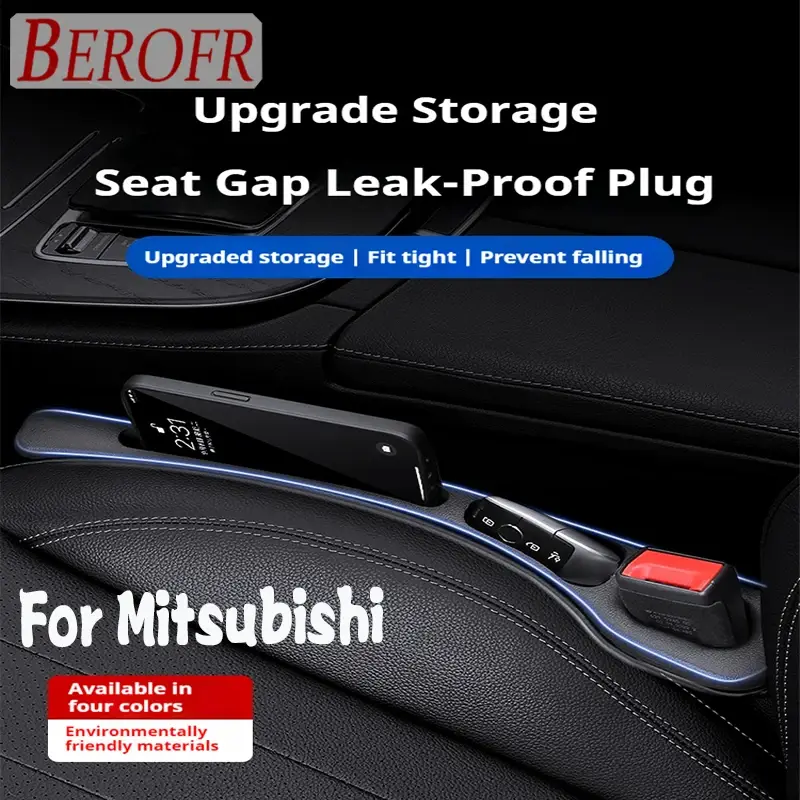 BEROFR
Upgrade Storage
Seat Gap Leak-Proof Plug
Upgraded storage | Fit tight | Prevent falling
2:31
For Mitsubishi
Available in
four colors
Environmentally
friendly materials